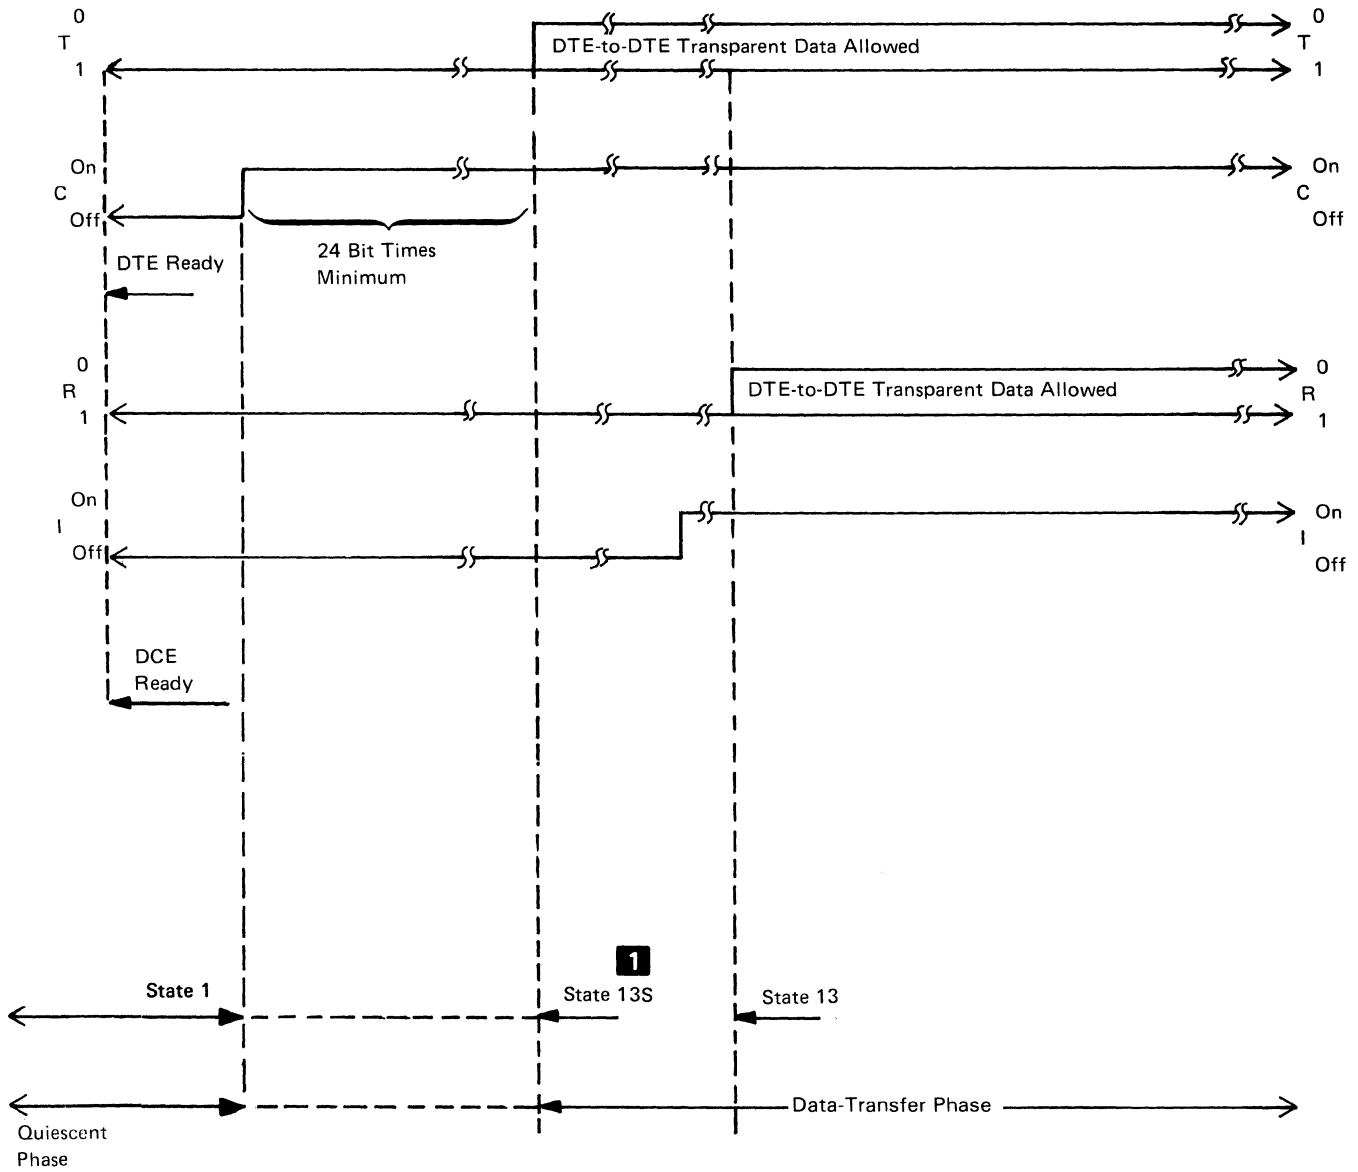 0
T
1
DTE-to-DTE Transparent Data Allowed
0
T
1
On
C
Off
24 Bit Times
Minimum
On
C
Off
DTE Ready
0
R
1
DTE-to-DTE Transparent Data Allowed
0
R
1
On
I
Off
On
I
Off
DCE
Ready
1
State 1
State 13S
State 13
Data-Transfer Phase
Quiescent
Phase